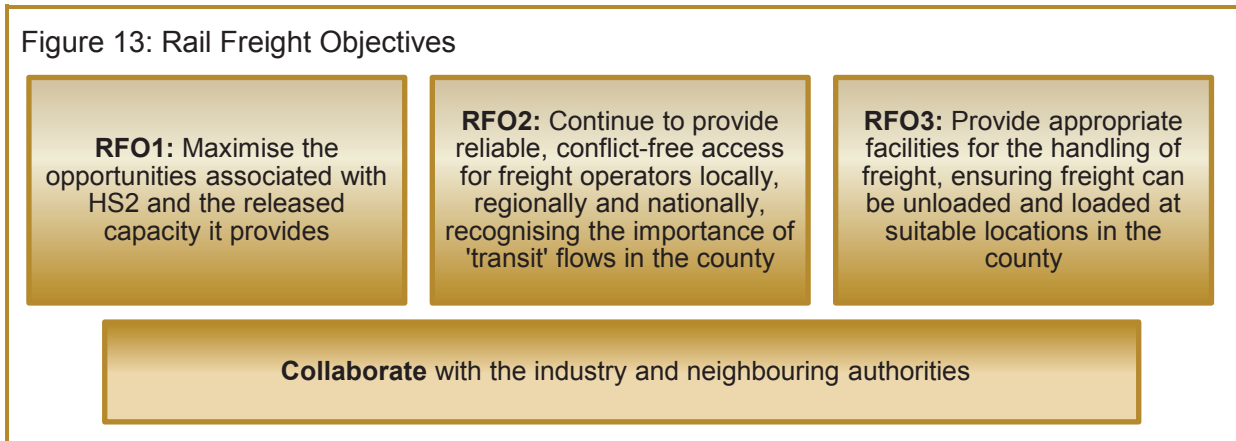 Figure 13: Rail Freight Objectives
RFO1: Maximise the
opportunities associated with
HS2 and the released
capacity it provides
RFO2: Continue to provide
reliable, conflict-free access
for freight operators locally,
regionally and nationally,
recognising the importance of
'transit' flows in the county
RFO3: Provide appropriate
facilities for the handling of
freight, ensuring freight can
be unloaded and loaded at
suitable locations in the
county
Collaborate with the industry and neighbouring authorities